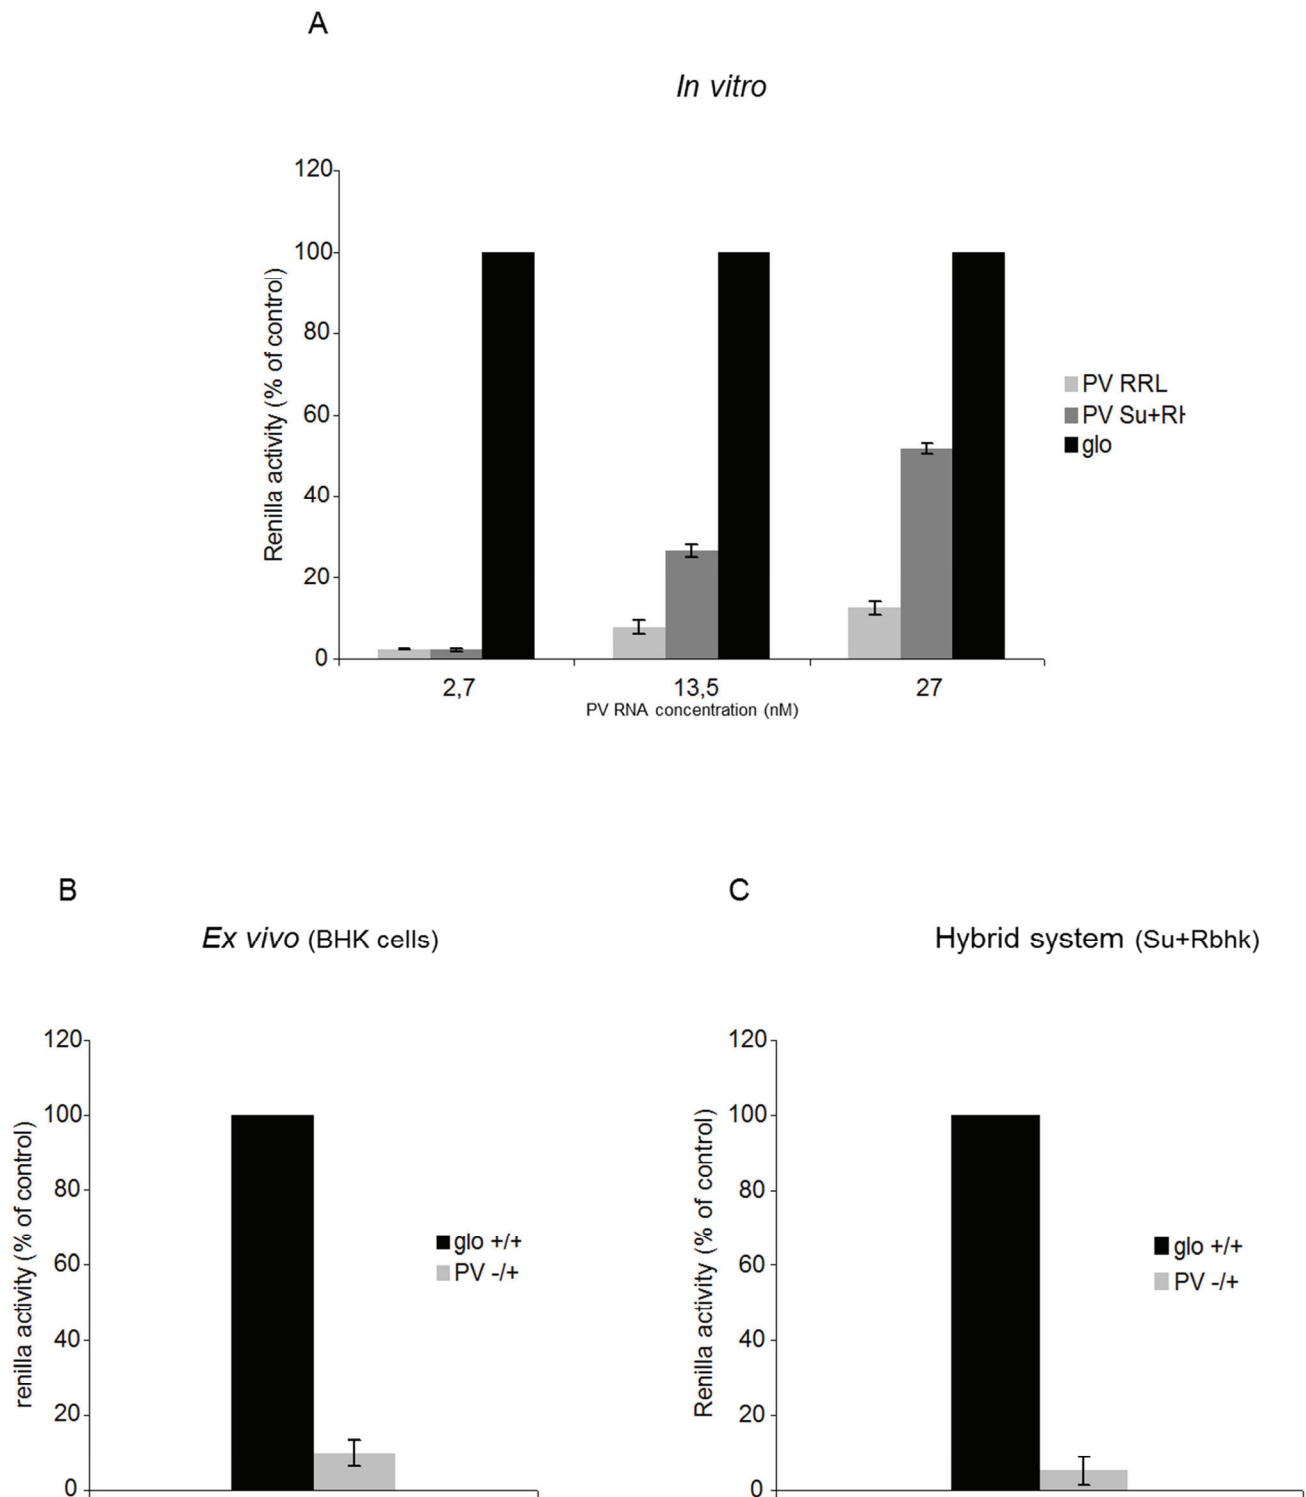 A
In vitro
120
100
80
60
40
20
0
Renilla activity (% of control)
2,7
13,5
27
PV RNA concentration (nM)
PV RRL
PV Su+RH
glo
B
Ex vivo (BHK cells)
120
100
80
60
40
20
0
renilla activity (% of control)
glo +/+
PV -/+
C
Hybrid system (Su+Rbhk)
120
100
80
60
40
20
0
Renilla activity (% of control)
glo +/+
PV -/+